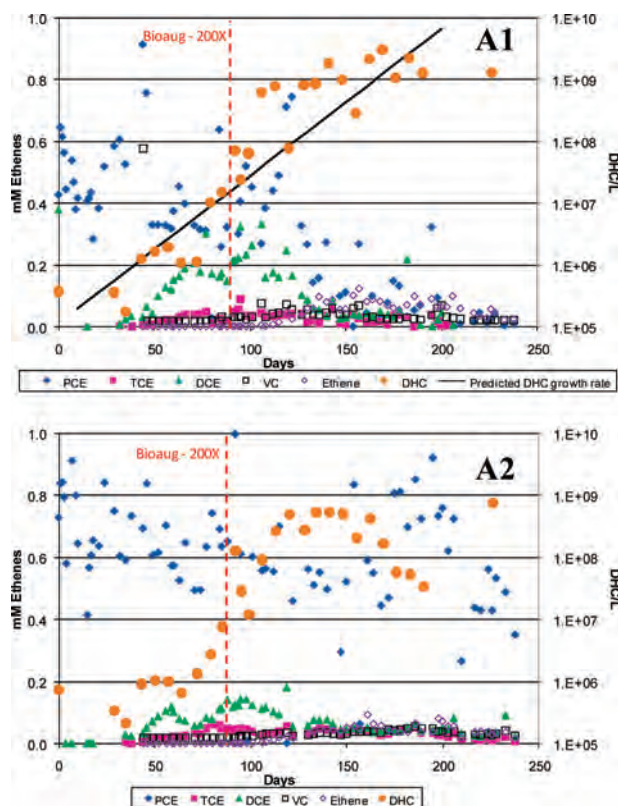 Bioaug - 200X
A1
1.0
0.8
0.6
0.4
0.2
0.0
mM Ethenes
1.E+10
1.E+09
1.E+08
1.E+07
1.E+06
1.E+05
DHC/L
0 50 100 150 200 250
Days
PCE TCE DCE VC Ethene DHC Predicted DHC growth rate
Bioaug - 200X
A2
1.0
0.8
0.6
0.4
0.2
0.0
mM Ethenes
1.E+10
1.E+09
1.E+08
1.E+07
1.E+06
1.E+05
DHC/L
0 50 100 150 200 250
Days
PCE TCE DCE VC Ethene DHC